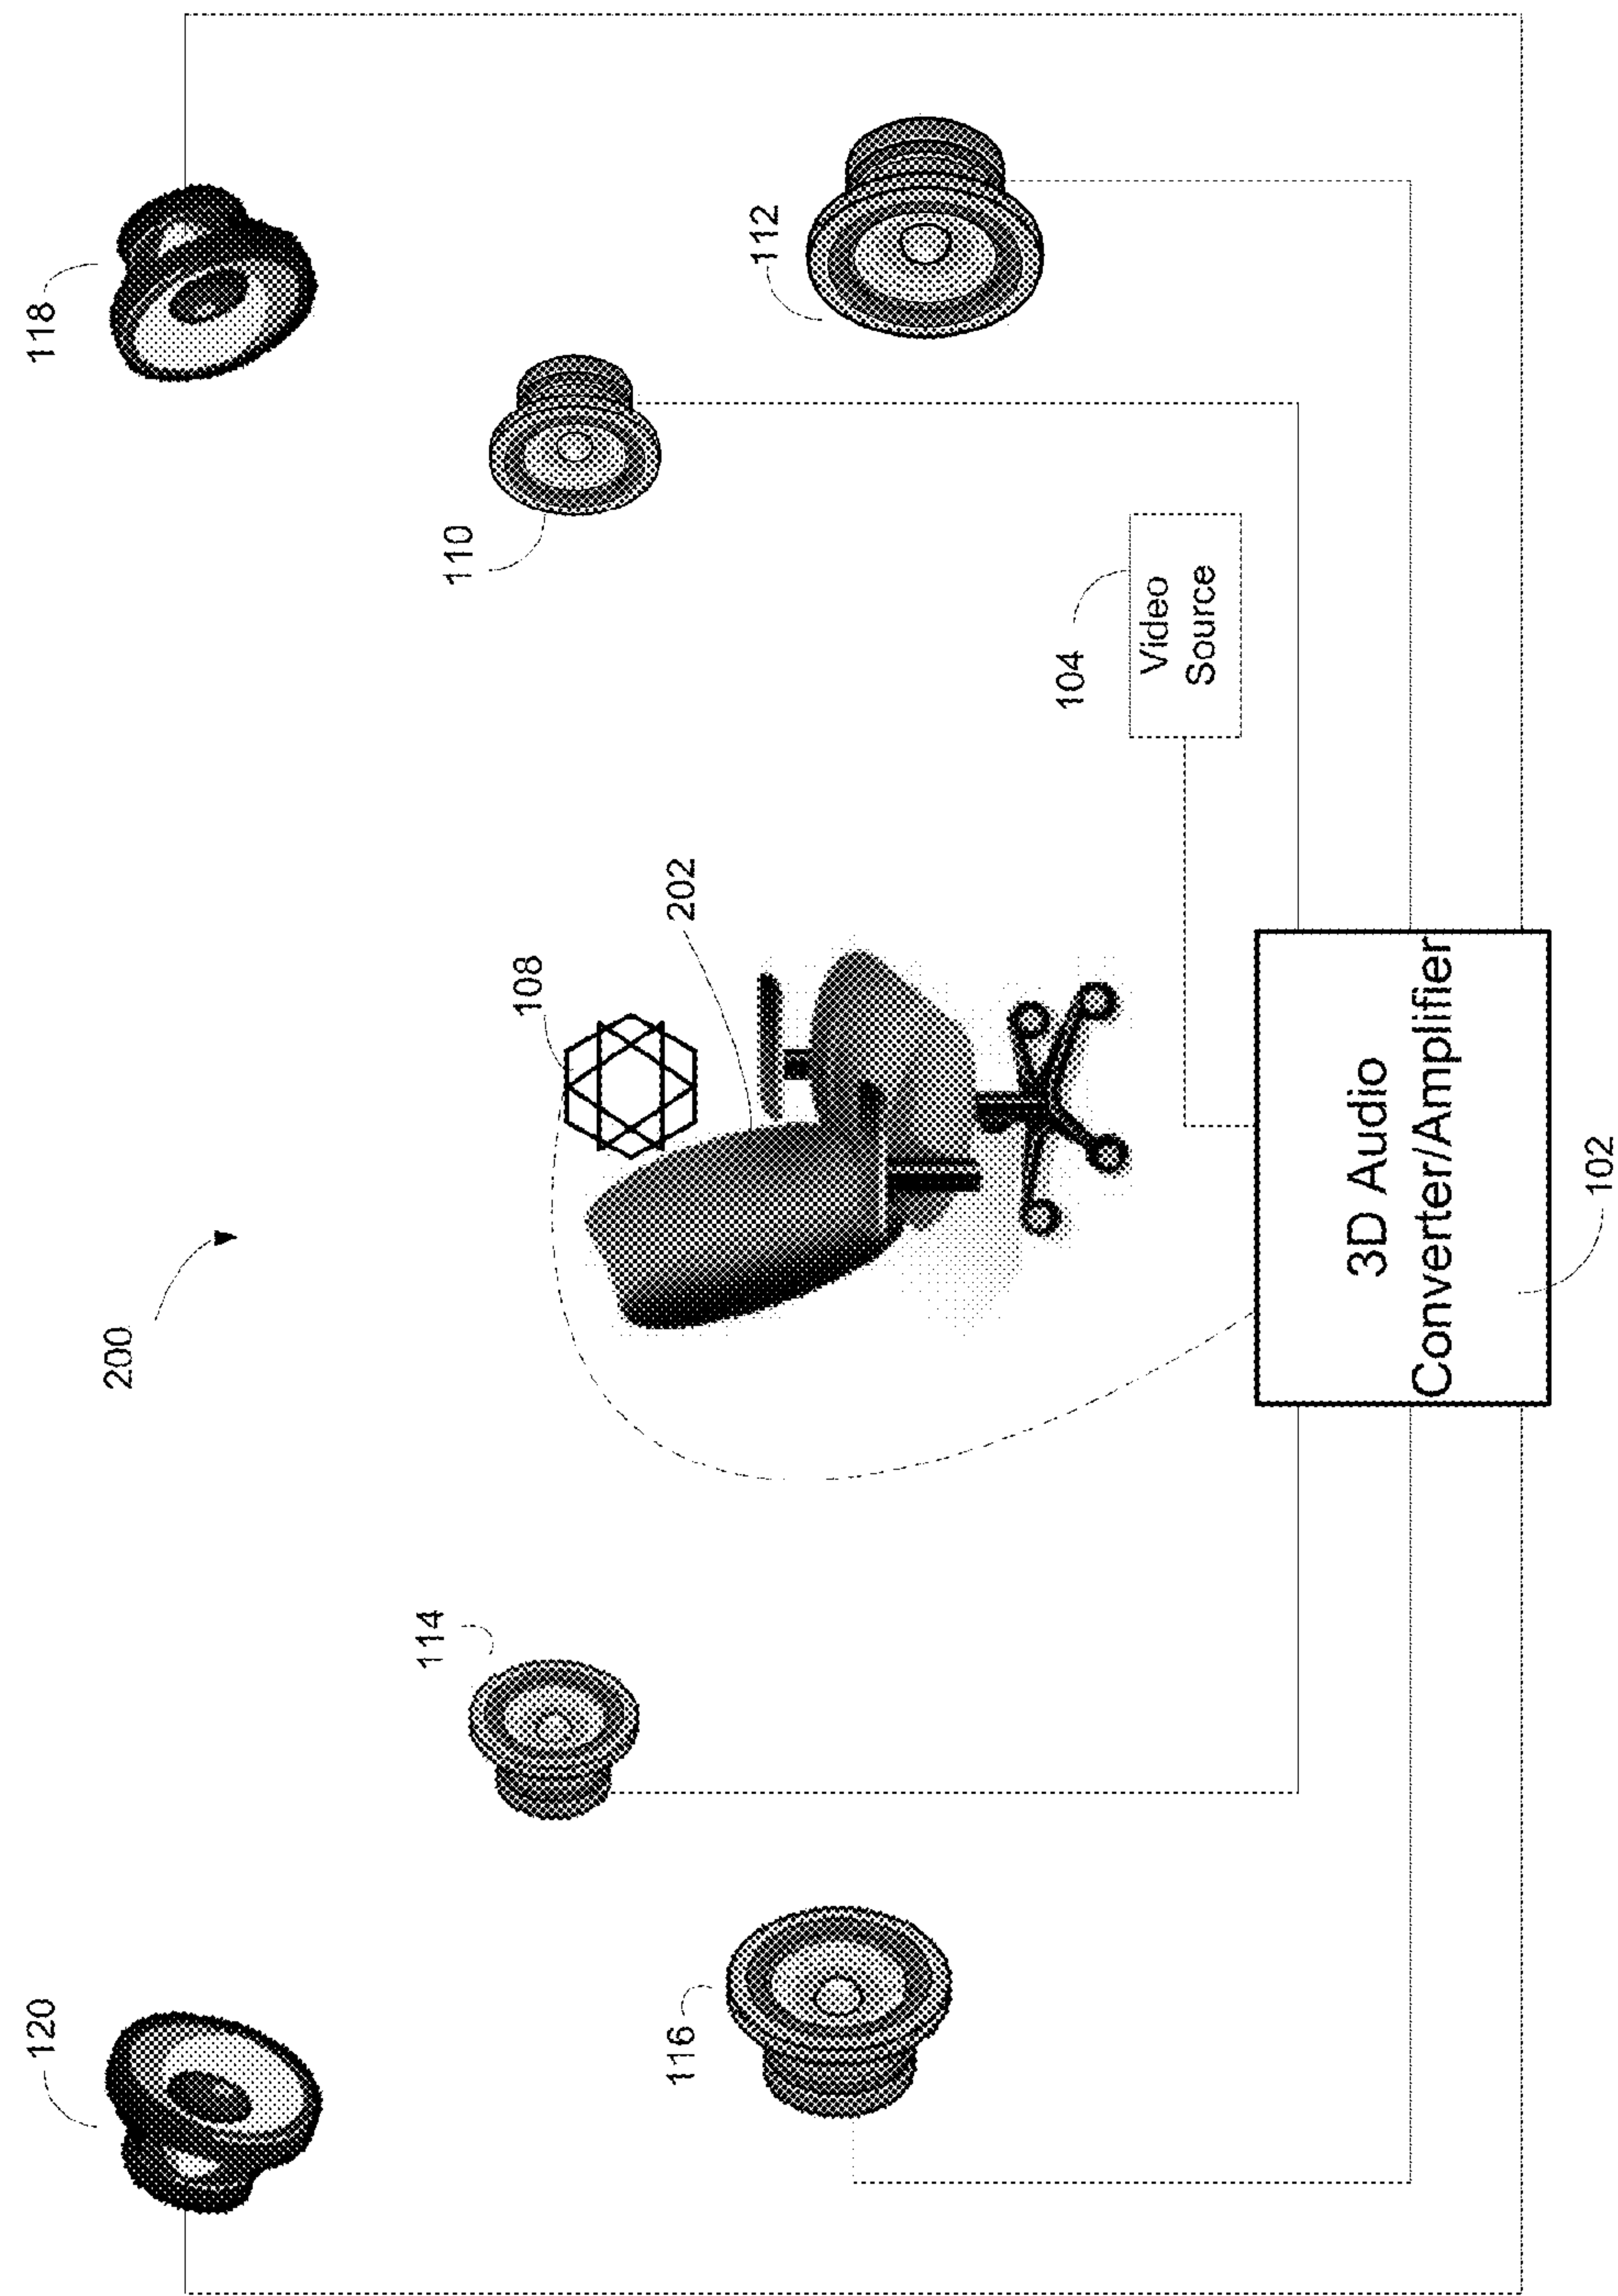 200
120
118
114
110
108
202
116
112
104
Video
Source
3D Audio
Converter/Amplifier
102